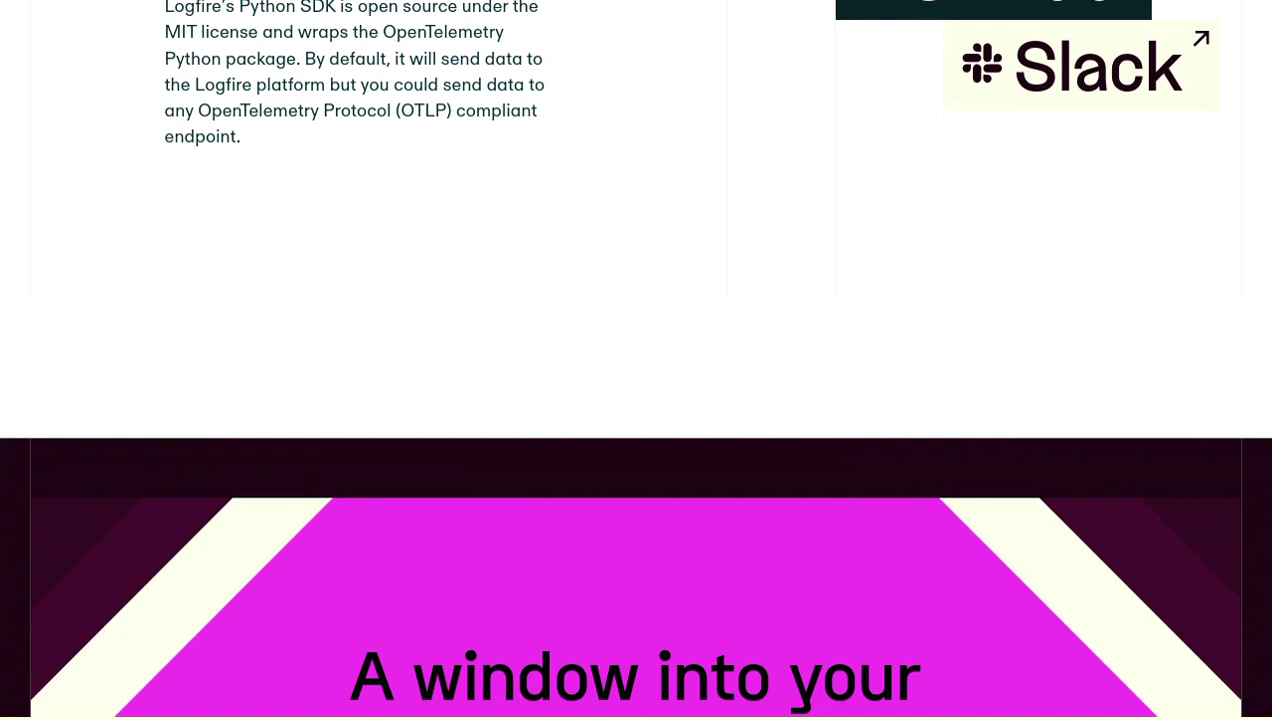 Logfire’s Python SDK is open source under the
MIT license and wraps the OpenTelemetry
Python package. By default, it will send data to
the Logfire platform but you could send data to
any OpenTelemetry Protocol (OTLP) compliant
endpoint.
Slack
A window into your